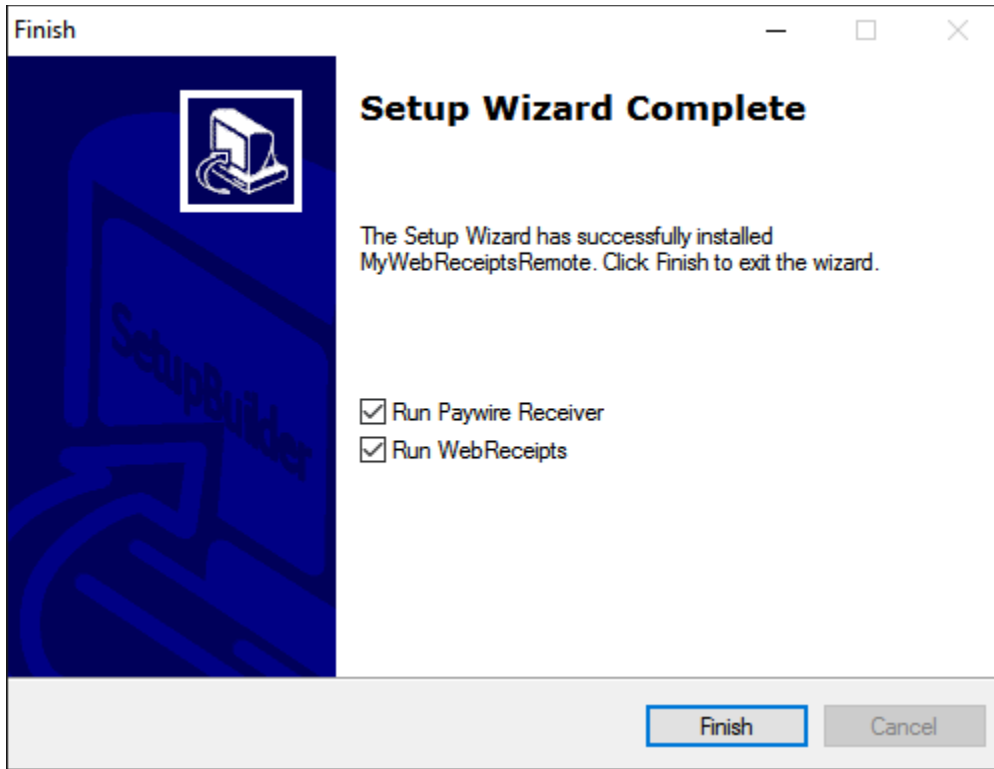 Finish
Setup Wizard Complete
The Setup Wizard has successfully installed
MyWebReceiptsRemote. Click Finish to exit the wizard.
SetupBuilder
Run Paywire Receiver
Run WebReceipts
Finish
Cancel